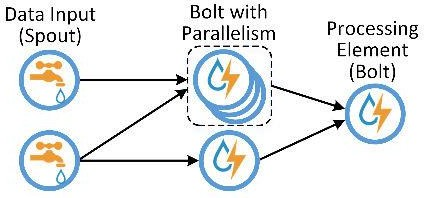 Data Input
(Spout)
Bolt with
Parallelism
Processing
Element
(Bolt)